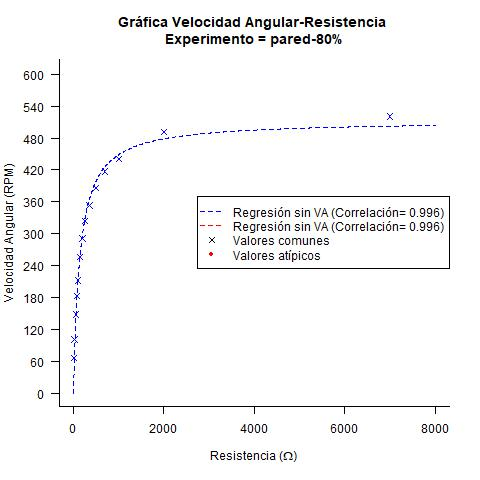 Gráfica Velocidad Angular-Resistencia
Experimento = pared-80%
Velocidad Angular (RPM)
600
540
480
420
360
300
240
180
120
60
0
Regresión sin VA (Correlación= 0.996)
Regresión sin VA (Correlación= 0.996)
Valores comunes
Valores atípicos
0 2000 4000 6000 8000
Resistencia (Ω)